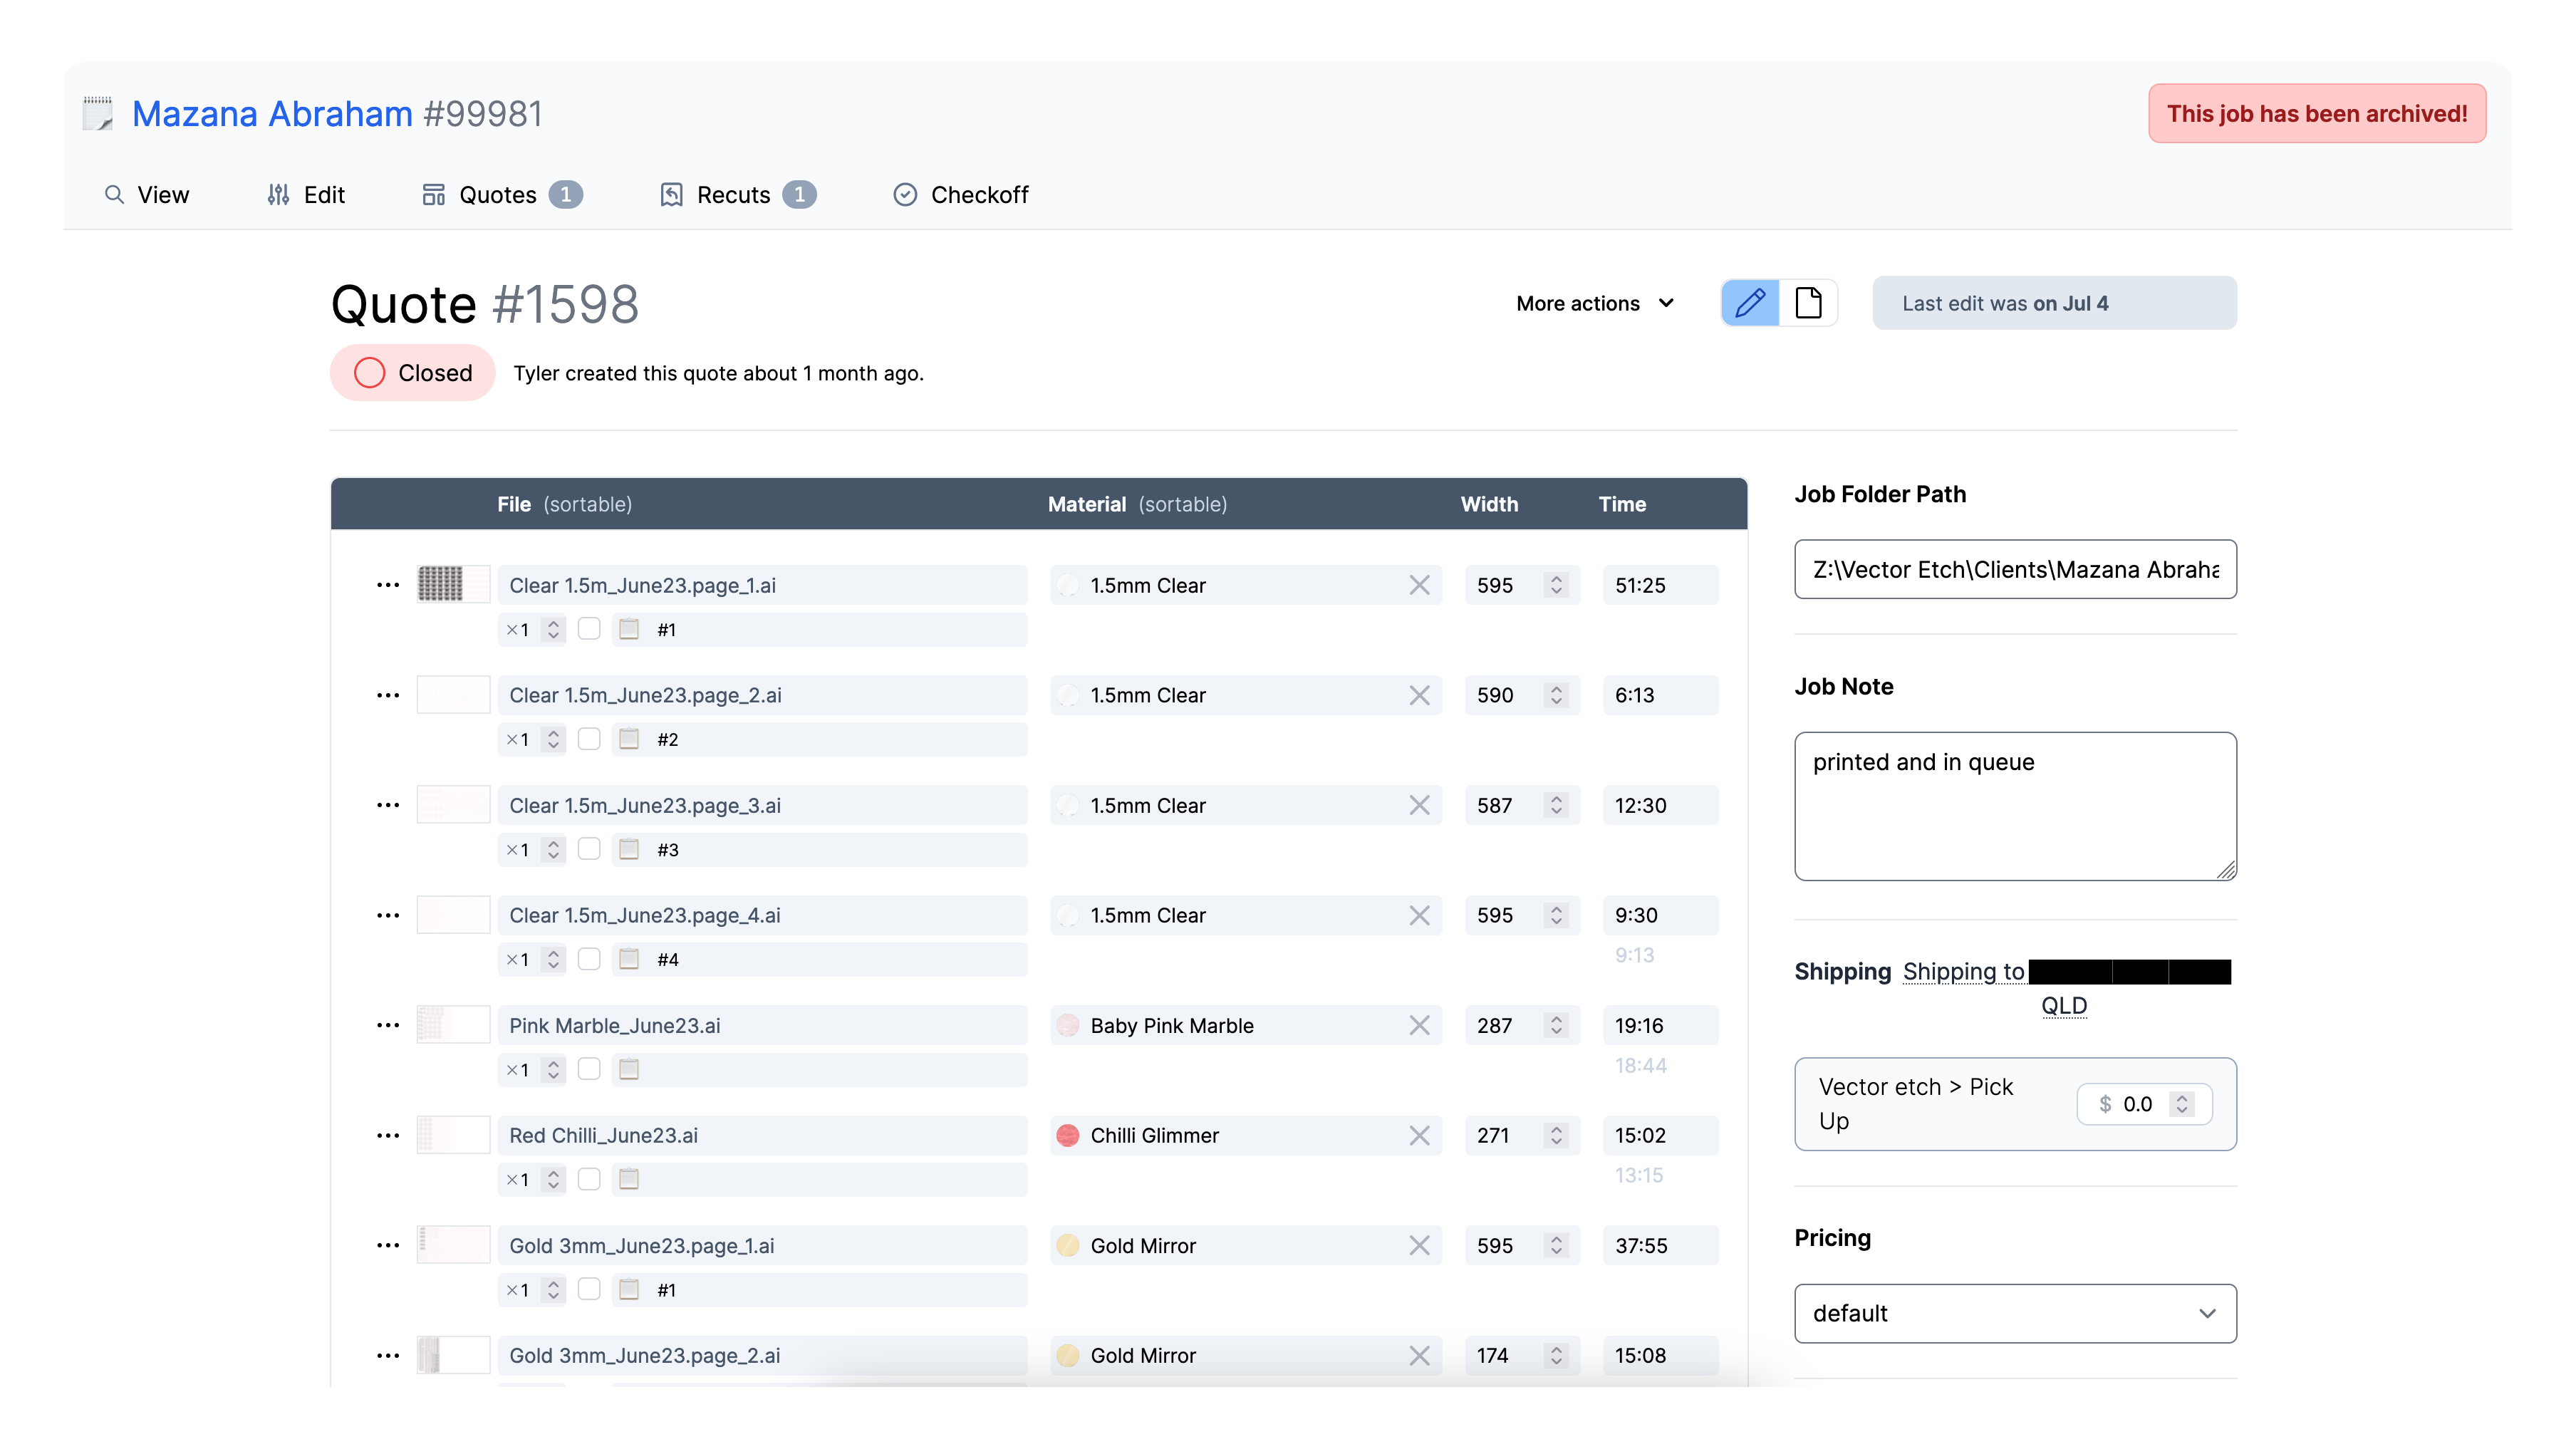 Mazana Abraham #99981
This job has been archived!
View
Edit
Quotes 1
Recuts 1
Checkoff
Quote #1598
More actions
Last edit was on Jul 4
Closed
Tyler created this quote about 1 month ago.
File (sortable) Material (sortable) Width Time
Clear 1.5m_June23.page_1.ai 1.5mm Clear 595 51:25
×1 #1
Clear 1.5m_June23.page_2.ai 1.5mm Clear 590 6:13
×1 #2
Clear 1.5m_June23.page_3.ai 1.5mm Clear 587 12:30
×1 #3
Clear 1.5m_June23.page_4.ai 1.5mm Clear 595 9:30
×1 #4 9:13
Pink Marble_June23.ai Baby Pink Marble 287 19:16
×1 18:44
Red Chilli_June23.ai Chilli Glimmer 271 15:02
×1 13:15
Gold 3mm_June23.page_1.ai Gold Mirror 595 37:55
×1 #1
Gold 3mm_June23.page_2.ai Gold Mirror 174 15:08
Job Folder Path
Z:\Vector Etch\Clients\Mazana Abraha
Job Note
printed and in queue
Shipping Shipping to
QLD
Vector etch > Pick
Up
$ 0.0
Pricing
default